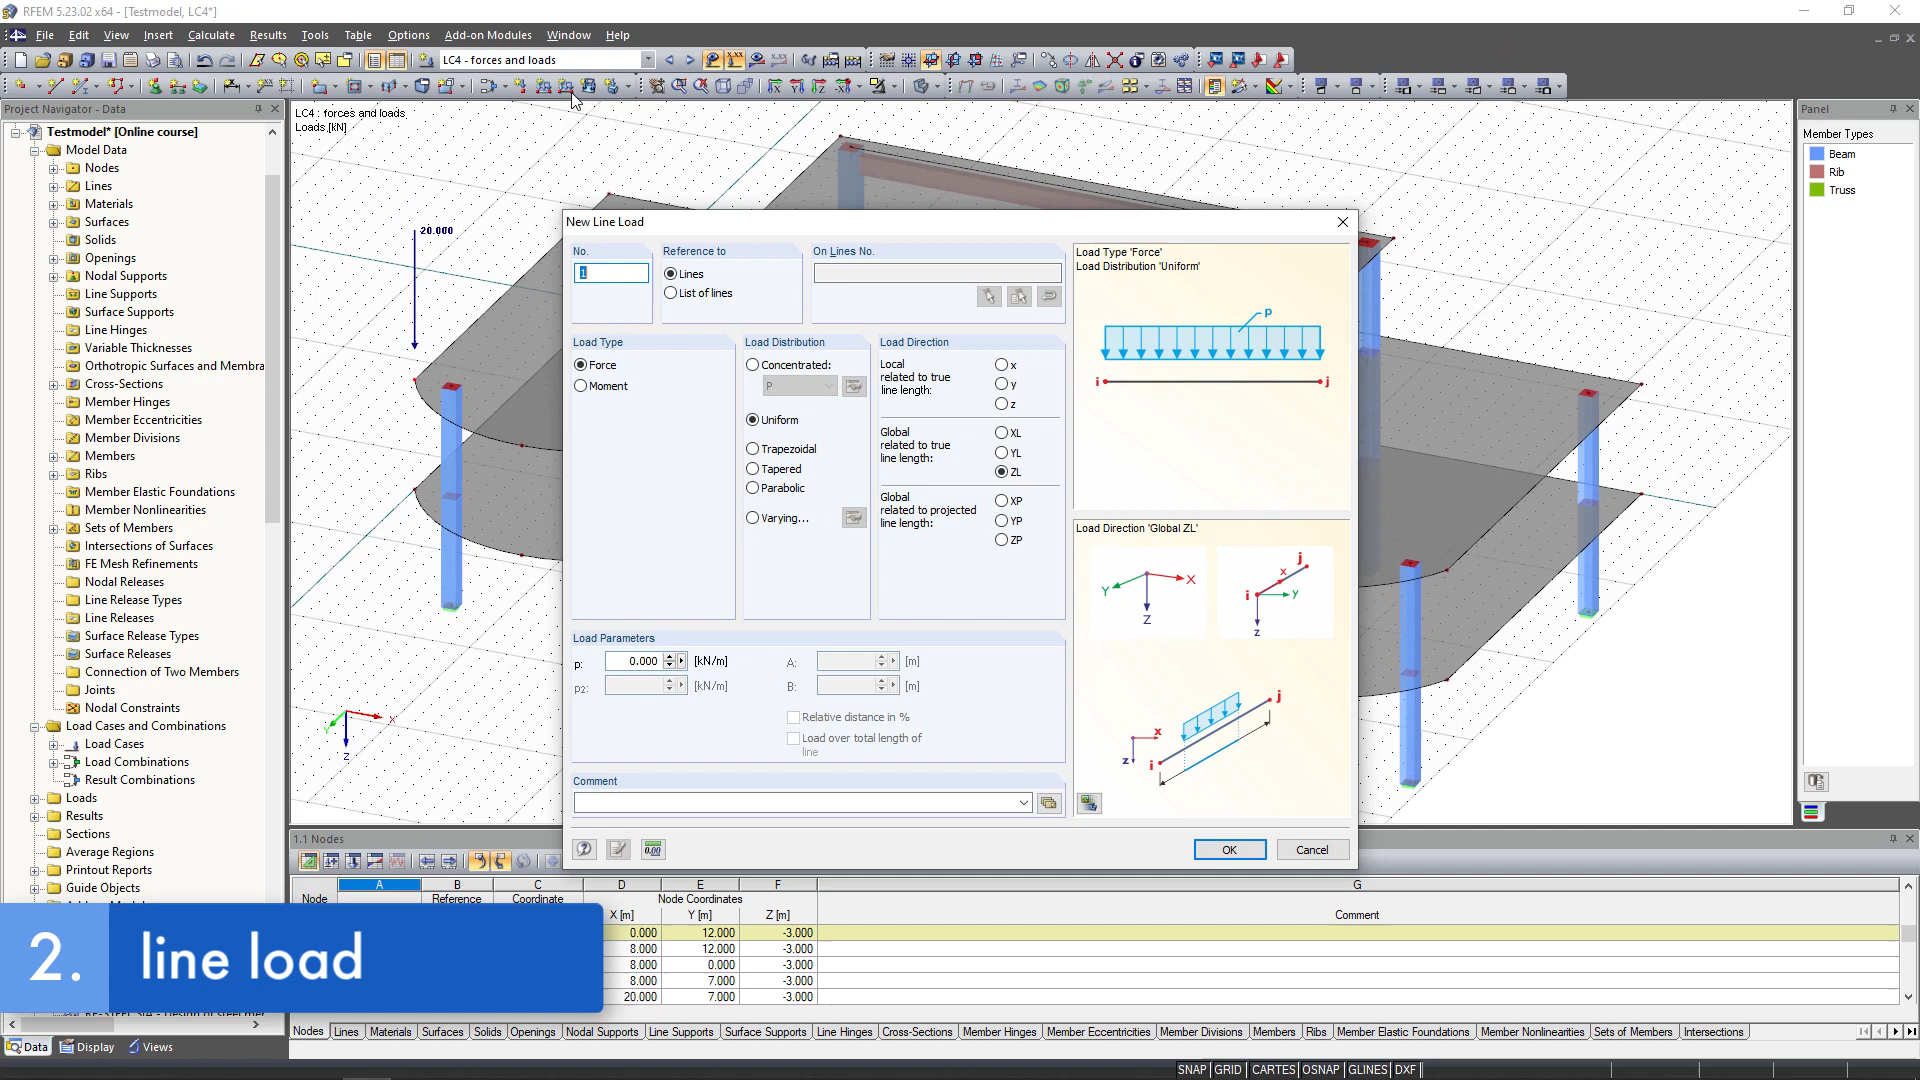 RFEM 5.23.02 x64 - [Testmodel, LC4*]
File Edit View Insert Calculate Results Tools Table Options Add-on Modules Window Help
LC4 - forces and loads
Project Navigator - Data
Testmodel* [Online course]
Model Data
Nodes
Lines
Materials
Surfaces
Solids
Openings
Nodal Supports
Line Supports
Surface Supports
Line Hinges
Variable Thicknesses
Orthotropic Surfaces and Membra
Cross-Sections
Member Hinges
Member Eccentricities
Member Divisions
Members
Ribs
Member Elastic Foundations
Member Nonlinearities
Sets of Members
Intersections of Surfaces
FE Mesh Refinements
Nodal Releases
Line Release Types
Line Releases
Surface Release Types
Surface Releases
Connection of Two Members
Joints
Nodal Constraints
Load Cases and Combinations
Load Cases
Load Combinations
Result Combinations
Loads
Results
Sections
Average Regions
Printout Reports
Guide Objects
Data Display Views
LC4 : forces and loads
Loads [kN]
20.000
X
Y
Z
New Line Load
No.
1
Reference to
Lines
List of lines
On Lines No.
Load Type
Force
Moment
Load Distribution
Concentrated:
P
Uniform
Trapezoidal
Tapered
Parabolic
Varying...
Load Direction
Local
related to true
line length:
x
y
z
Global
related to true
line length:
XL
YL
ZL
Global
related to projected
line length:
XP
YP
ZP
Load Parameters
p: 0.000 [kN/m] A: [m]
p2: [kN/m] B: [m]
Relative distance in %
Load over total length of
line
Comment
Load Type 'Force'
Load Distribution 'Uniform'
p
i j
Load Direction 'Global ZL'
Y X
Z
j
x
i y
z
j
x
z i
0.00
OK Cancel
Panel
Member Types
Beam
Rib
Truss
1.1 Nodes
A B C D E F G
Node Reference Coordinate Node Coordinates
X [m] Y [m] Z [m] Comment
0.000 12.000 -3.000
8.000 12.000 -3.000
8.000 0.000 -3.000
8.000 7.000 -3.000
20.000 7.000 -3.000
Nodes Lines Materials Surfaces Solids Openings Nodal Supports Line Supports Surface Supports Line Hinges Cross-Sections Member Hinges Member Eccentricities Member Divisions Members Ribs Member Elastic Foundations Member Nonlinearities Sets of Members Intersections
2. line load
SNAP GRID CARTES OSNAP GLINES DXF